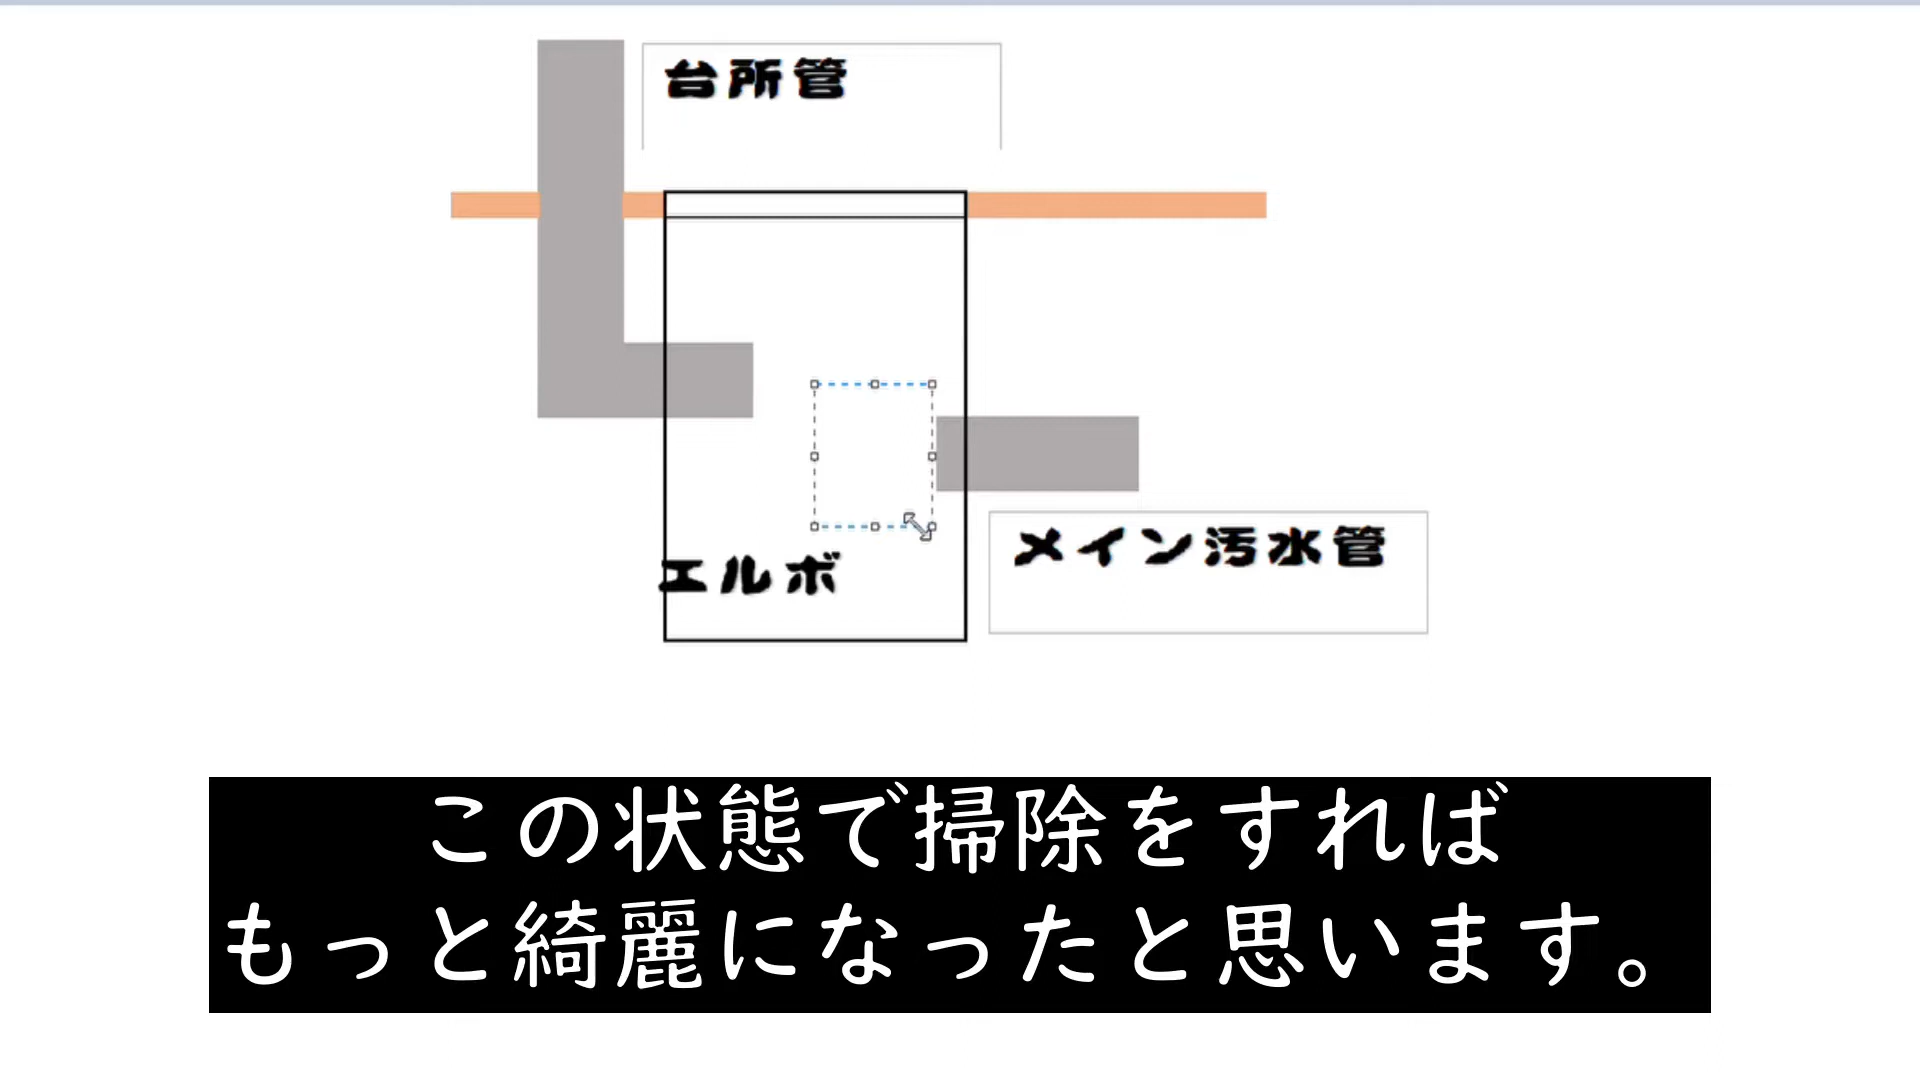 台所管
エルボ
メイン汚水管
この状態で掃除をすれば
もっと綺麗になったと思います。